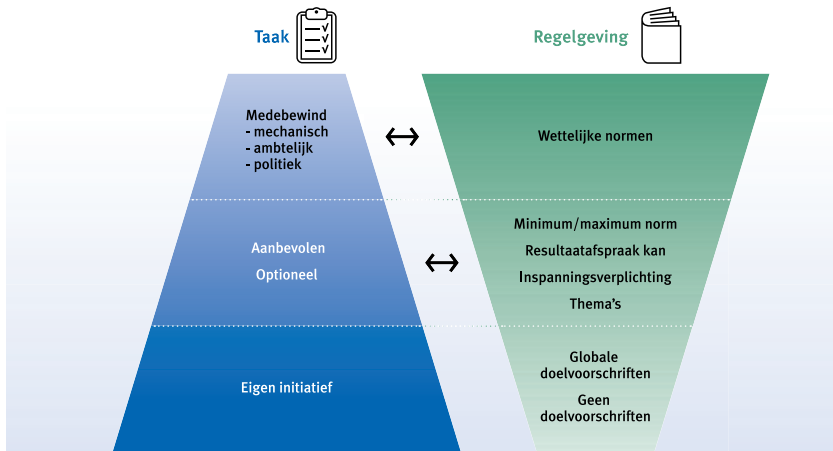 Taak
Regelgeving
Medebewind
- mechanisch
- ambtelijk
- politiek
Wettelijke normen
Aanbevolen
Optioneel
Minimum/maximum norm
Resultaatafspraak kan
Inspanningsverplichting
Thema's
Eigen initiatief
Globale
doelvoorschriften
Geen
doelvoorschriften